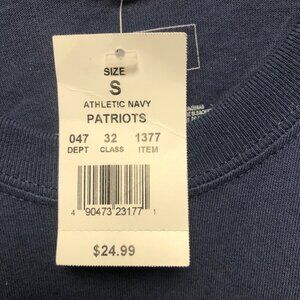 SIZE
S
ATHLETIC NAVY
PATRIOTS
047 32 1377
DEPT CLASS ITEM
4 90473 23177 1
$24.99